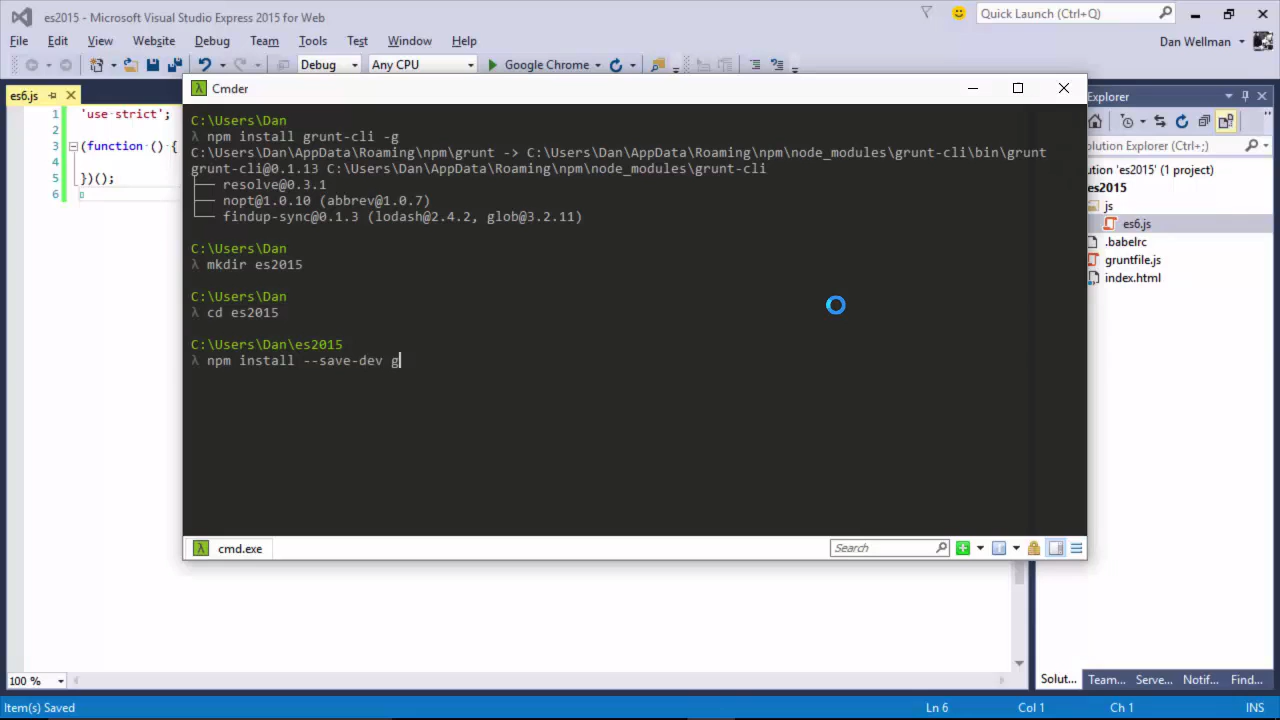 es2015 - Microsoft Visual Studio Express 2015 for Web
Quick Launch (Ctrl+Q)
File Edit View Website Debug Team Tools Test Window Help
Dan Wellman
Debug Any CPU Google Chrome
es6.js
Cmder
Explorer
1 'use strict';
2
3 (function () {
4
5 })();
6
C:\Users\Dan
λ npm install grunt-cli -g
C:\Users\Dan\AppData\Roaming\npm\grunt -> C:\Users\Dan\AppData\Roaming\npm\node_modules\grunt-cli\bin\grunt
grunt-cli@0.1.13 C:\Users\Dan\AppData\Roaming\npm\node_modules\grunt-cli
├── resolve@0.3.1
├── nopt@1.0.10 (abbrev@1.0.7)
└── findup-sync@0.1.3 (lodash@2.4.2, glob@3.2.11)
C:\Users\Dan
λ mkdir es2015
C:\Users\Dan
λ cd es2015
C:\Users\Dan\es2015
λ npm install --save-dev g
λ cmd.exe
Search
Explorer (Ctrl+;)
ution 'es2015' (1 project)
es2015
js
es6.js
.babelrc
gruntfile.js
index.html
100 %
Solut... Team... Serve... Notif... Find...
Item(s) Saved
Ln 6 Col 1 Ch 1 INS